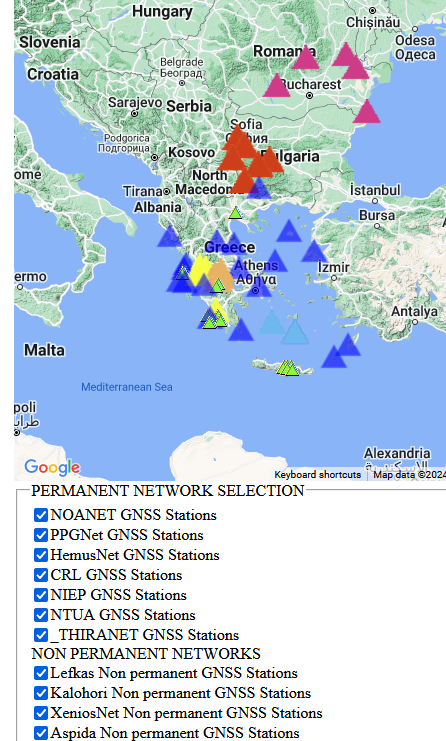 Hungary
Chișinău
Slovenia
Odesa
Одеса
Romania
Croatia
Belgrade
Београд
Bucharest
Sarajevo
Serbia
Sofia
София
Podgorica
Подгорица
Kosovo
Bulgaria
ome
North
Macedonia
Tirana
İstanbul
Albania
Bursa
Greece
Athens
Αθήνα
İzmir
ermo
Antalya
Malta
Mediterranean Sea
poli
طرابلس
Alexandria
الإسكندرية
Google
Keyboard shortcuts
Map data ©2024
PERMANENT NETWORK SELECTION
NOANET GNSS Stations
PPGNet GNSS Stations
HemusNet GNSS Stations
CRL GNSS Stations
NIEP GNSS Stations
NTUA GNSS Stations
_THIRANET GNSS Stations
NON PERMANENT NETWORKS
Lefkas Non permanent GNSS Stations
Kalohori Non permanent GNSS Stations
XeniosNet Non permanent GNSS Stations
Aspida Non permanent GNSS Stations